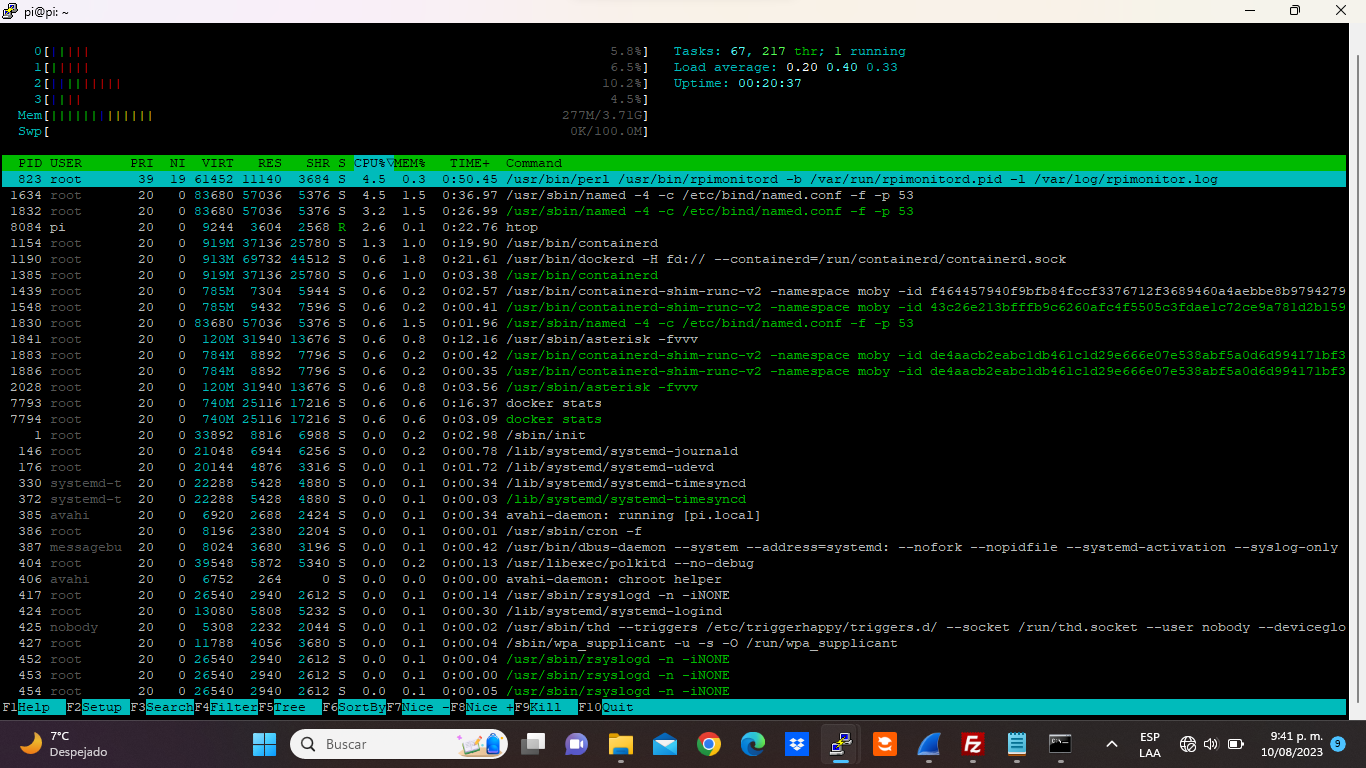 pi@pi: ~
0[||||| 5.8%] Tasks: 67, 217 thr; 1 running
1[||||| 6.5%] Load average: 0.20 0.40 0.33
2[||||||||| 10.2%] Uptime: 00:20:37
3[|||| 4.5%]
Mem[||||||||||||| 277M/3.71G]
Swp[ 0K/100.0M]
PID USER PRI NI VIRT RES SHR S CPU%▽MEM% TIME+ Command
823 root 39 19 61452 11140 3684 S 4.5 0.3 0:50.45 /usr/bin/perl /usr/bin/rpimonitord -b /var/run/rpimonitord.pid -l /var/log/rpimonitor.log
1634 root 20 0 83680 57036 5376 S 4.5 1.5 0:36.97 /usr/sbin/named -4 -c /etc/bind/named.conf -f -p 53
1832 root 20 0 83680 57036 5376 S 3.2 1.5 0:26.99 /usr/sbin/named -4 -c /etc/bind/named.conf -f -p 53
8084 pi 20 0 9244 3604 2568 R 2.6 0.1 0:22.76 htop
1154 root 20 0 919M 37136 25780 S 1.3 1.0 0:19.90 /usr/bin/containerd
1190 root 20 0 913M 69732 44512 S 0.6 1.8 0:21.61 /usr/bin/dockerd -H fd:// --containerd=/run/containerd/containerd.sock
1385 root 20 0 919M 37136 25780 S 0.6 1.0 0:03.38 /usr/bin/containerd
1439 root 20 0 785M 7304 5944 S 0.6 0.2 0:02.57 /usr/bin/containerd-shim-runc-v2 -namespace moby -id f464457940f9bfb84fccf3376712f3689460a4aebbe8b9794279
1548 root 20 0 785M 9432 7596 S 0.6 0.2 0:00.41 /usr/bin/containerd-shim-runc-v2 -namespace moby -id 43c26e213bfffb9c6260afc4f5505c3fdae1c72ce9a781d2b159
1830 root 20 0 83680 57036 5376 S 0.6 1.5 0:01.96 /usr/sbin/named -4 -c /etc/bind/named.conf -f -p 53
1841 root 20 0 120M 31940 13676 S 0.6 0.8 0:12.16 /usr/sbin/asterisk -fvvv
1883 root 20 0 784M 8892 7796 S 0.6 0.2 0:00.42 /usr/bin/containerd-shim-runc-v2 -namespace moby -id de4aacb2eabc1db461c1d29e666e07e538abf5a0d6d994171bf3
1886 root 20 0 784M 8892 7796 S 0.6 0.2 0:00.35 /usr/bin/containerd-shim-runc-v2 -namespace moby -id de4aacb2eabc1db461c1d29e666e07e538abf5a0d6d994171bf3
2028 root 20 0 120M 31940 13676 S 0.6 0.8 0:03.56 /usr/sbin/asterisk -fvvv
7793 root 20 0 740M 25116 17216 S 0.6 0.6 0:16.37 docker stats
7794 root 20 0 740M 25116 17216 S 0.6 0.6 0:03.09 docker stats
1 root 20 0 33892 8816 6988 S 0.0 0.2 0:02.98 /sbin/init
146 root 20 0 21048 6944 6256 S 0.0 0.2 0:00.78 /lib/systemd/systemd-journald
176 root 20 0 20144 4876 3316 S 0.0 0.1 0:01.72 /lib/systemd/systemd-udevd
330 systemd-t 20 0 22288 5428 4880 S 0.0 0.1 0:00.34 /lib/systemd/systemd-timesyncd
372 systemd-t 20 0 22288 5428 4880 S 0.0 0.1 0:00.03 /lib/systemd/systemd-timesyncd
385 avahi 20 0 6920 2688 2424 S 0.0 0.1 0:00.34 avahi-daemon: running [pi.local]
386 root 20 0 8196 2380 2204 S 0.0 0.1 0:00.01 /usr/sbin/cron -f
387 messagebu 20 0 8024 3680 3196 S 0.0 0.1 0:00.42 /usr/bin/dbus-daemon --system --address=systemd: --nofork --nopidfile --systemd-activation --syslog-only
404 root 20 0 39548 5872 5340 S 0.0 0.2 0:00.13 /usr/libexec/polkitd --no-debug
406 avahi 20 0 6752 264 0 S 0.0 0.0 0:00.00 avahi-daemon: chroot helper
417 root 20 0 26540 2940 2612 S 0.0 0.1 0:00.14 /usr/sbin/rsyslogd -n -iNONE
424 root 20 0 13080 5808 5232 S 0.0 0.1 0:00.30 /lib/systemd/systemd-logind
425 nobody 20 0 5308 2232 2044 S 0.0 0.1 0:00.02 /usr/sbin/thd --triggers /etc/triggerhappy/triggers.d/ --socket /run/thd.socket --user nobody --deviceglo
427 root 20 0 11788 4056 3680 S 0.0 0.1 0:00.04 /sbin/wpa_supplicant -u -s -O /run/wpa_supplicant
452 root 20 0 26540 2940 2612 S 0.0 0.1 0:00.04 /usr/sbin/rsyslogd -n -iNONE
453 root 20 0 26540 2940 2612 S 0.0 0.1 0:00.00 /usr/sbin/rsyslogd -n -iNONE
454 root 20 0 26540 2940 2612 S 0.0 0.1 0:00.05 /usr/sbin/rsyslogd -n -iNONE
F1Help F2Setup F3SearchF4FilterF5Tree F6SortByF7Nice -F8Nice +F9Kill F10Quit
7°C
Despejado
Buscar
ESP
LAA
9:41 p. m.
10/08/2023
9